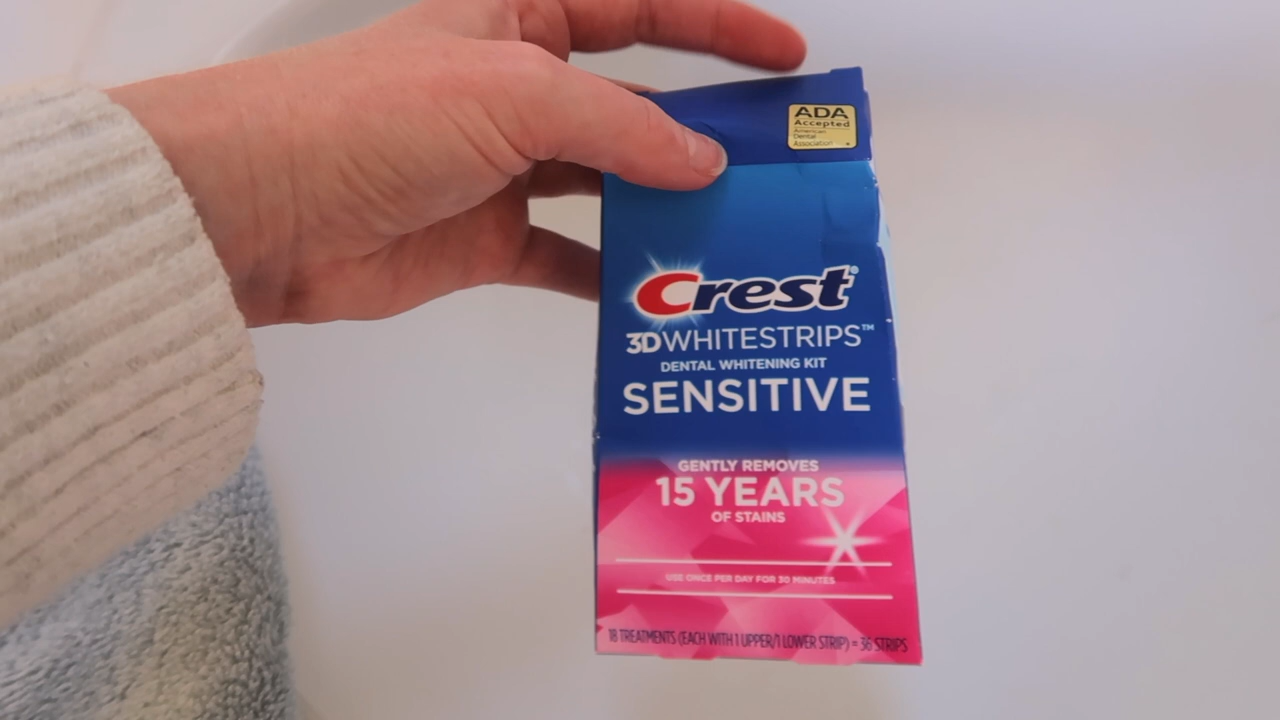 ADA
Accepted
American
Dental
Association
Crest®
3DWHITESTRIPS™
DENTAL WHITENING KIT
SENSITIVE
GENTLY REMOVES
15 YEARS
OF STAINS
USE ONCE PER DAY FOR 30 MINUTES
18 TREATMENTS (EACH WITH 1 UPPER/1 LOWER STRIP) = 36 STRIPS